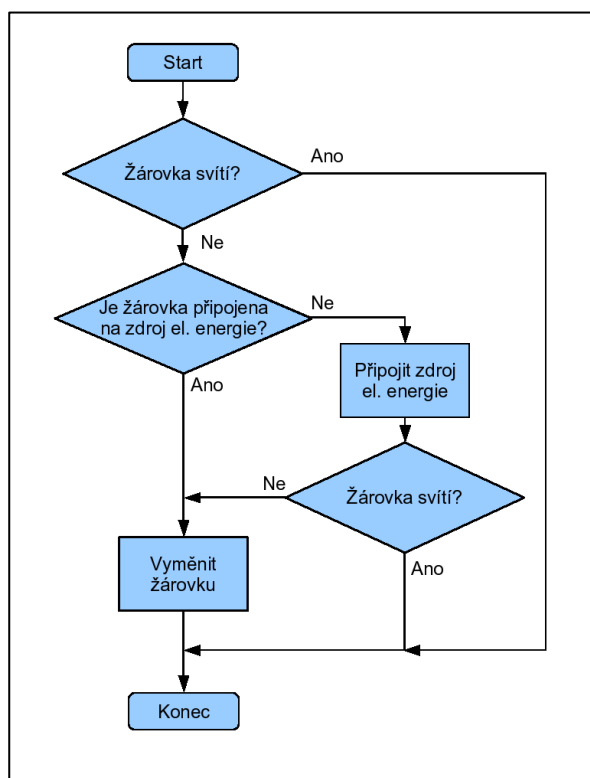 Start
Žárovka svítí?
Ano
Ne
Je žárovka připojena
na zdroj el. energie?
Ne
Připojit zdroj
el. energie
Ano
Ne
Žárovka svítí?
Vyměnit
žárovku
Ano
Konec